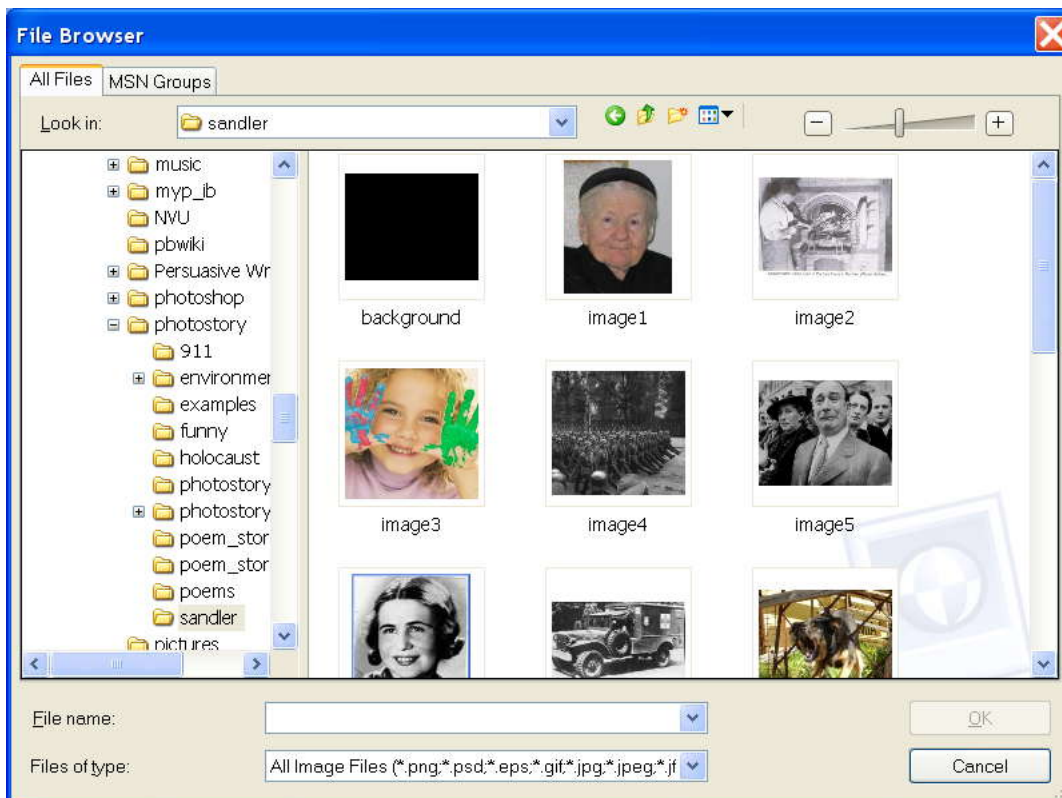 File Browser
All Files
MSN Groups
Look in:
sandler
music
myp_ib
NVU
pbwiki
Persuasive Wr
photoshop
photostory
911
environmer
examples
funny
holocaust
photostory
photostory
poem_stor
poem_stor
poems
sandler
pictures
background
image1
image2
image3
image4
image5
File name:
OK
Files of type:
All Image Files (*.png;*.psd;*.eps;*.gif;*.jpg;*.jpeg;*.jf
Cancel